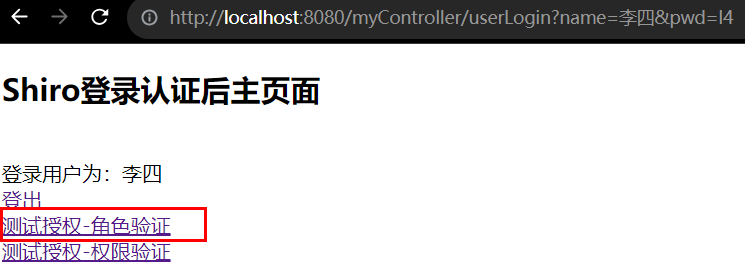 http://localhost:8080/myController/userLogin?name=李四&pwd=l4
Shiro登录认证后主页面
登录用户为：李四
登出
测试授权-角色验证
测试授权-权限验证